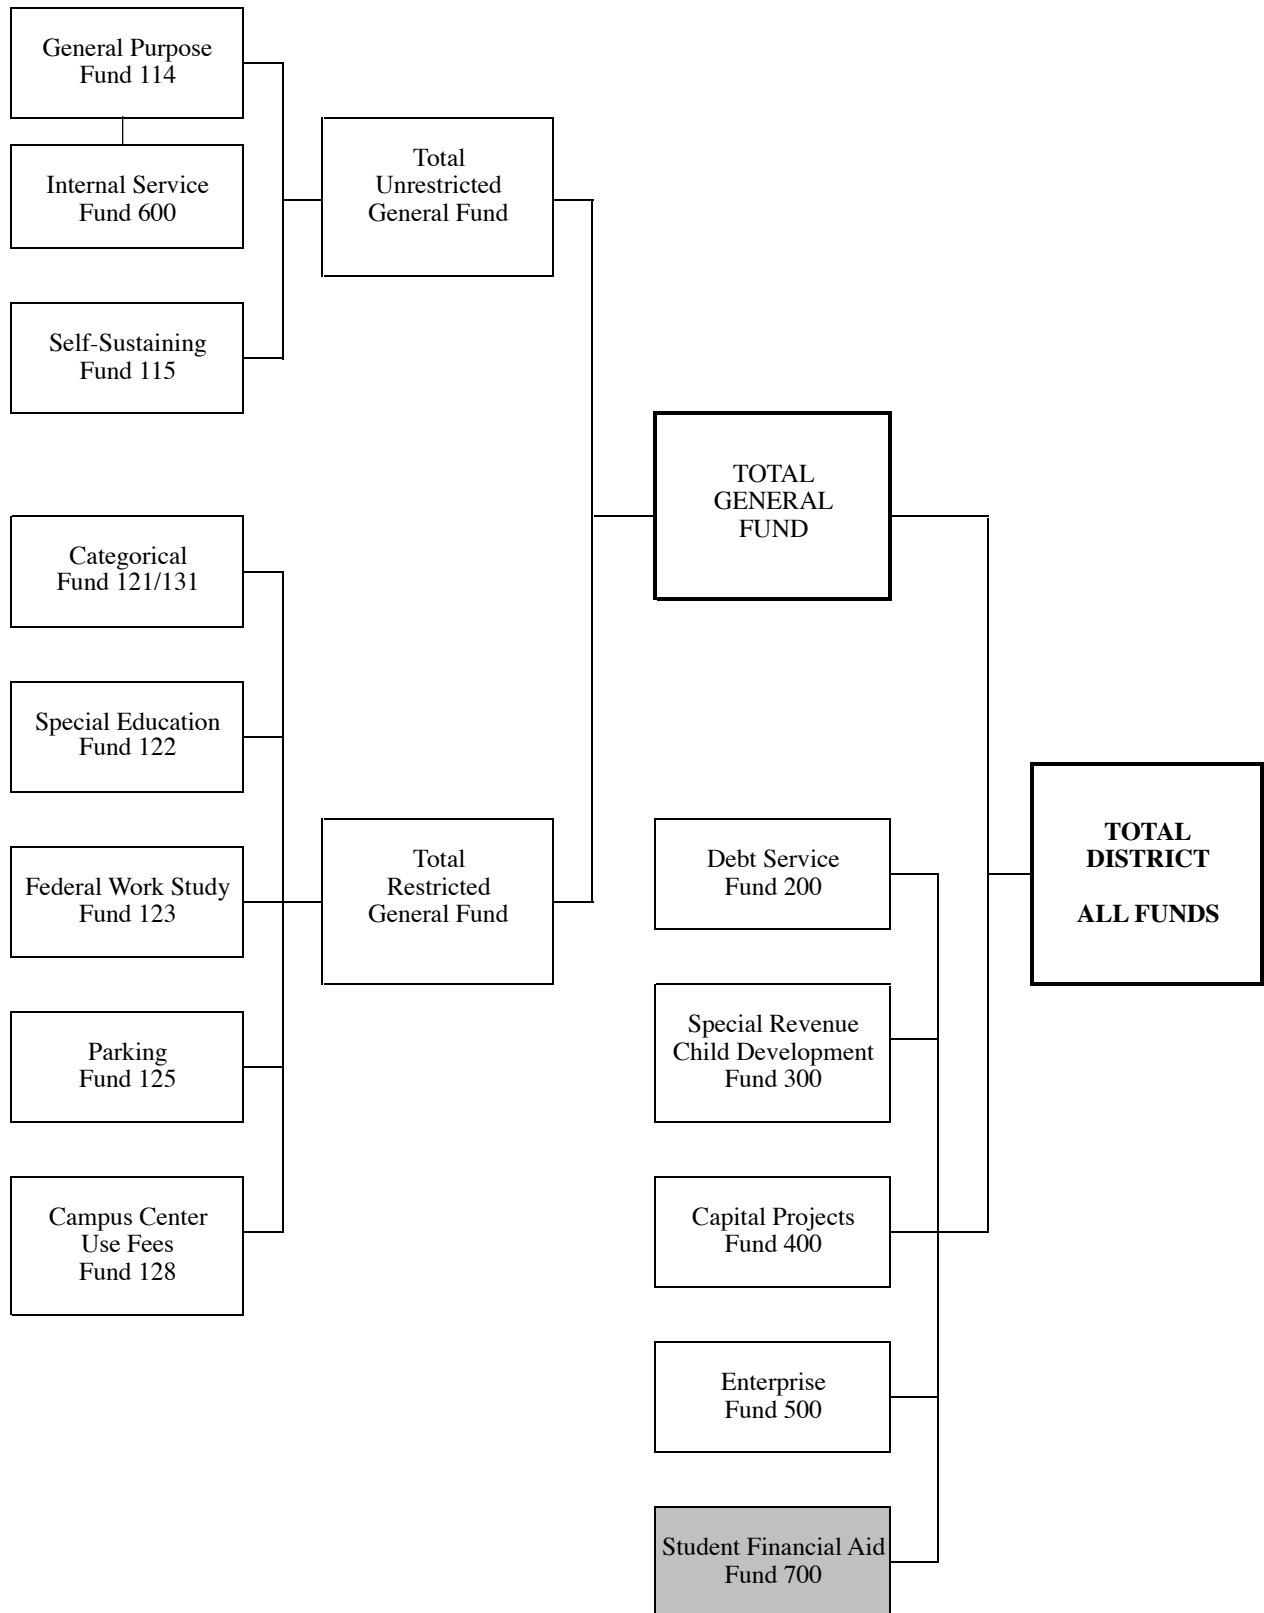 General Purpose
Fund 114
Internal Service
Fund 600
Self-Sustaining
Fund 115
Total
Unrestricted
General Fund
TOTAL
GENERAL
FUND
Categorical
Fund 121/131
Special Education
Fund 122
Federal Work Study
Fund 123
Parking
Fund 125
Campus Center
Use Fees
Fund 128
Total
Restricted
General Fund
Debt Service
Fund 200
Special Revenue
Child Development
Fund 300
Capital Projects
Fund 400
Enterprise
Fund 500
Student Financial Aid
Fund 700
TOTAL
DISTRICT
ALL FUNDS